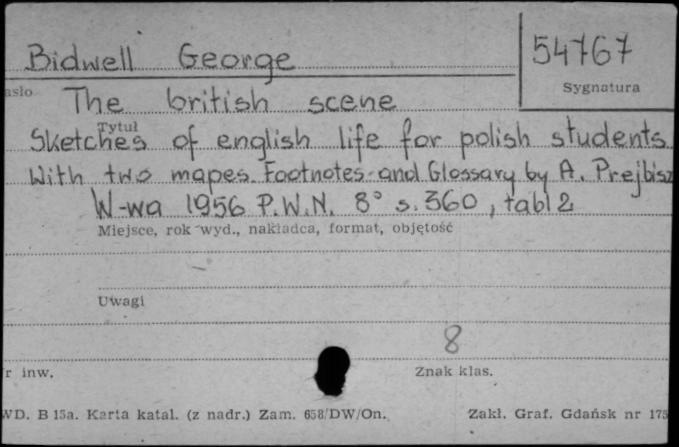 Bidwell George
54767
Sygnatura
asło
The british scene
Tytuł
Sketches of english life for polish students
With two mapes. Footnotes and Glossary by A. Prejbisz
W-wa 1956 P.W.N. 8° s. 360, tabl 2
Miejsce, rok wyd., nakładca, format, objętość
Uwagi
8
r inw.
Znak klas.
WD. B 15a. Karta katal. (z nadr.) Zam. 658/DW/On.
Zakł. Graf. Gdańsk nr 175